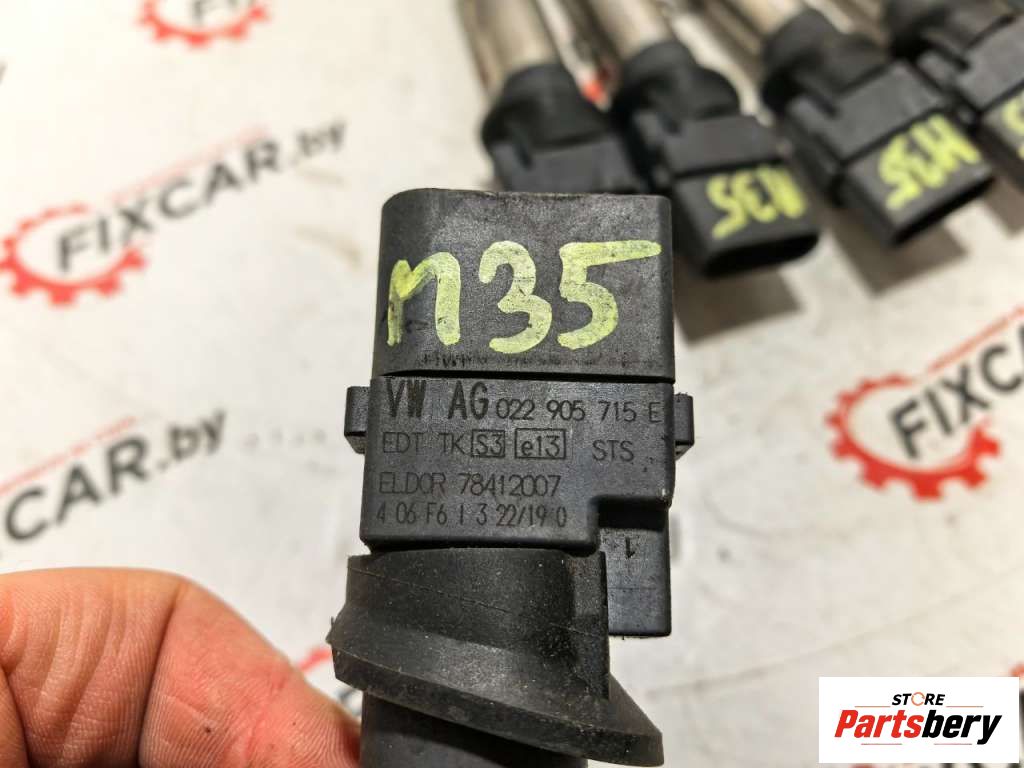 FIXCAR.by
FIXCAR.by
FIXCAR.by
M35
M35
M35
VW AG 022 905 715 E
EDT TK S3 e13 STS
ELDOR 78412007
4 06 F6 1 3 22/19 0
1
STORE
Partsbery